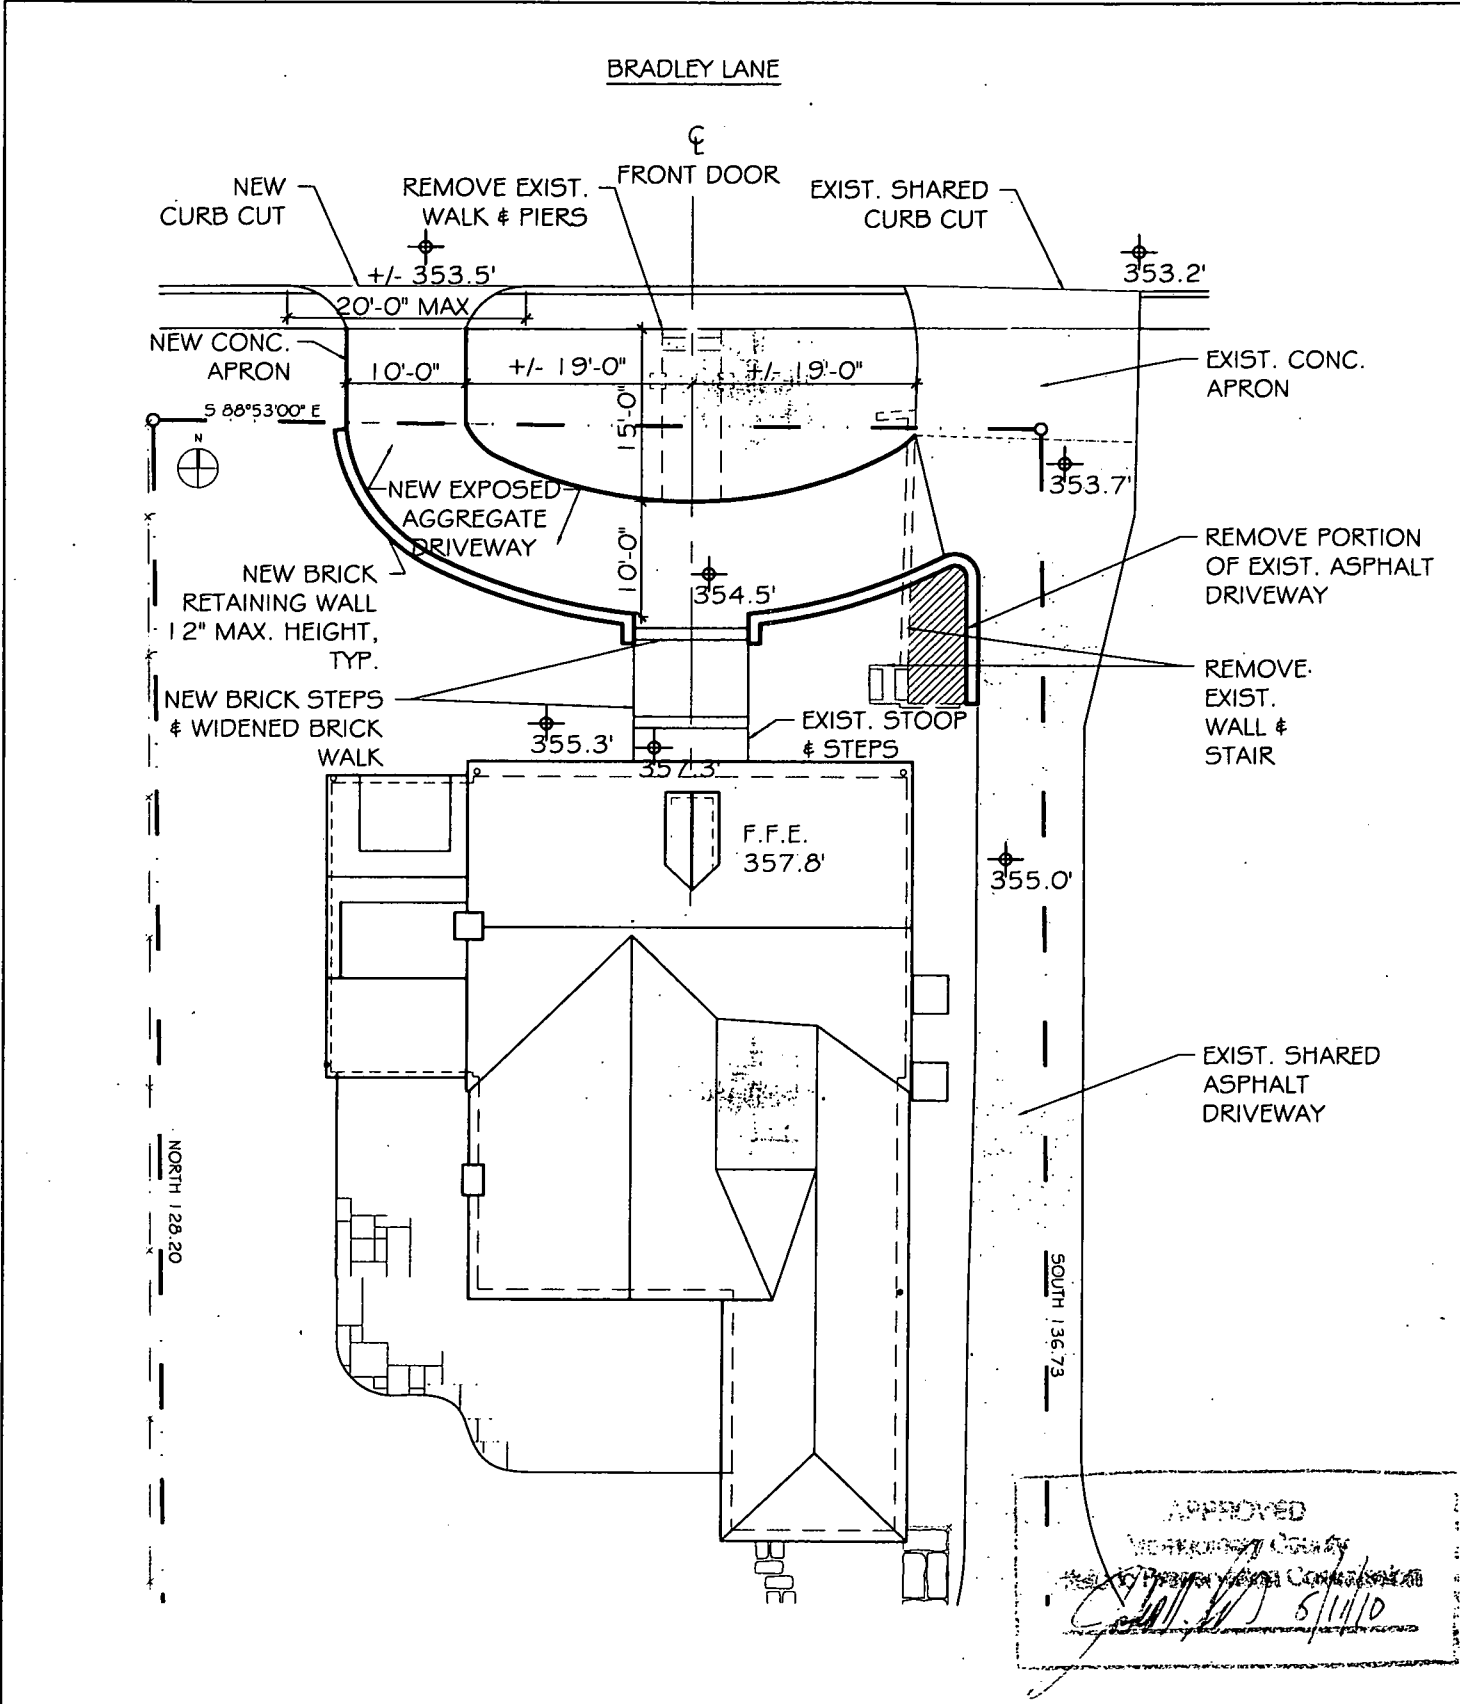 BRADLEY LANE
℄
FRONT DOOR
NEW
CURB CUT
REMOVE EXIST.
WALK & PIERS
EXIST. SHARED
CURB CUT
+/- 353.5'
353.2'
20'-0" MAX
NEW CONC.
APRON
10'-0"
+/- 19'-0"
+/- 19'-0"
15'-0"
EXIST. CONC.
APRON
S 88°53'00" E
N
353.7'
NEW EXPOSED
AGGREGATE
DRIVEWAY
10'-0"
REMOVE PORTION
OF EXIST. ASPHALT
DRIVEWAY
NEW BRICK
RETAINING WALL
12" MAX. HEIGHT,
TYP.
354.5'
REMOVE
EXIST.
WALL &
STAIR
NEW BRICK STEPS
& WIDENED BRICK
WALK
355.3'
EXIST. STOOP
& STEPS
357.3'
F.F.E.
357.8'
355.0'
EXIST. SHARED
ASPHALT
DRIVEWAY
NORTH 128.20
SOUTH 136.73
APPROVED
Montgomery County
Preservation Commission
5/11/10